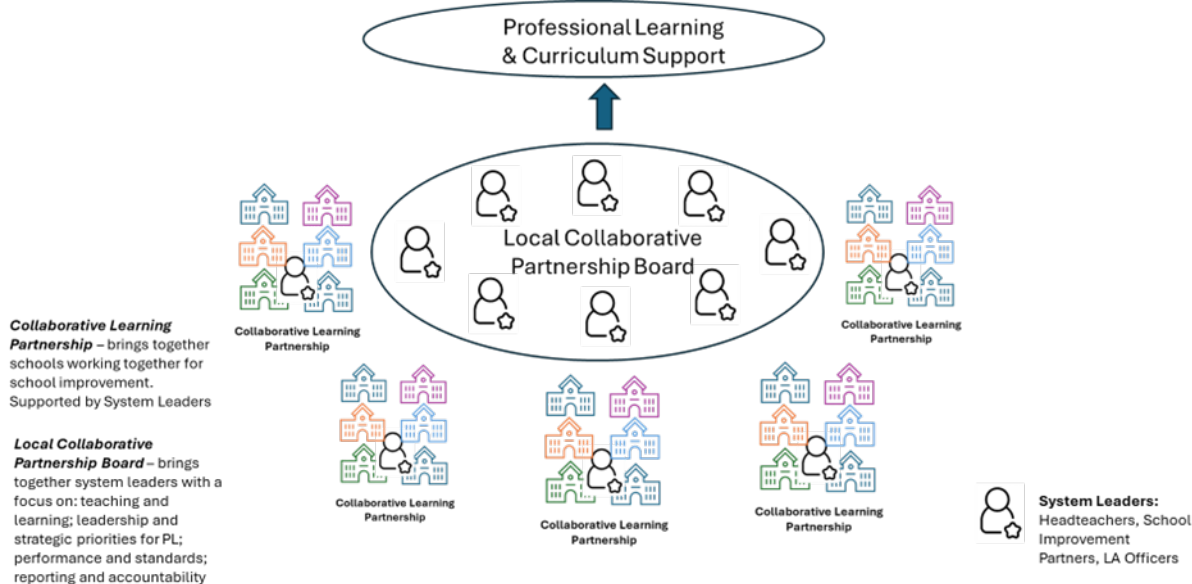 Professional Learning
& Curriculum Support
Local Collaborative
Partnership Board
Collaborative Learning
Partnership
Collaborative Learning
Partnership
Collaborative Learning
Partnership – brings together
schools working together for
school improvement.
Supported by System Leaders
Local Collaborative
Partnership Board – brings
together system leaders with a
focus on: teaching and
learning; leadership and
strategic priorities for PL;
performance and standards;
reporting and accountability
Collaborative Learning
Partnership
Collaborative Learning
Partnership
Collaborative Learning
Partnership
System Leaders:
Headteachers, School
Improvement
Partners, LA Officers